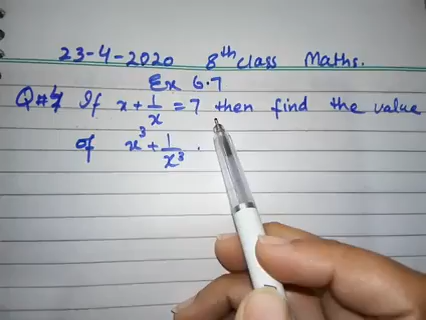 23-4-2020 8th class Maths.
Ex 6.7
Q#4 If x + 1/x = 7 then find the value
of x³ + 1/x³ .